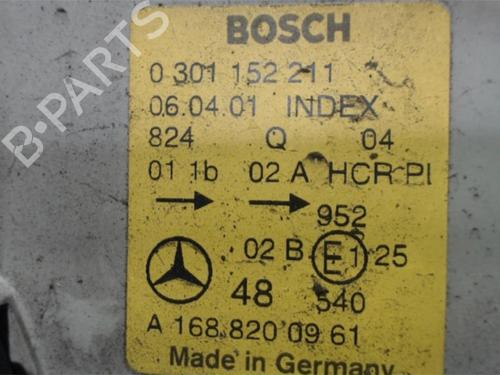 BOSCH
0 301 152 211
06.04.01 INDEX
824 Q 04
01 1b 02 A HCR PI
952
02 B E1 25
48 540
A 168 820 09 61
Made in Germany
B-PARTS